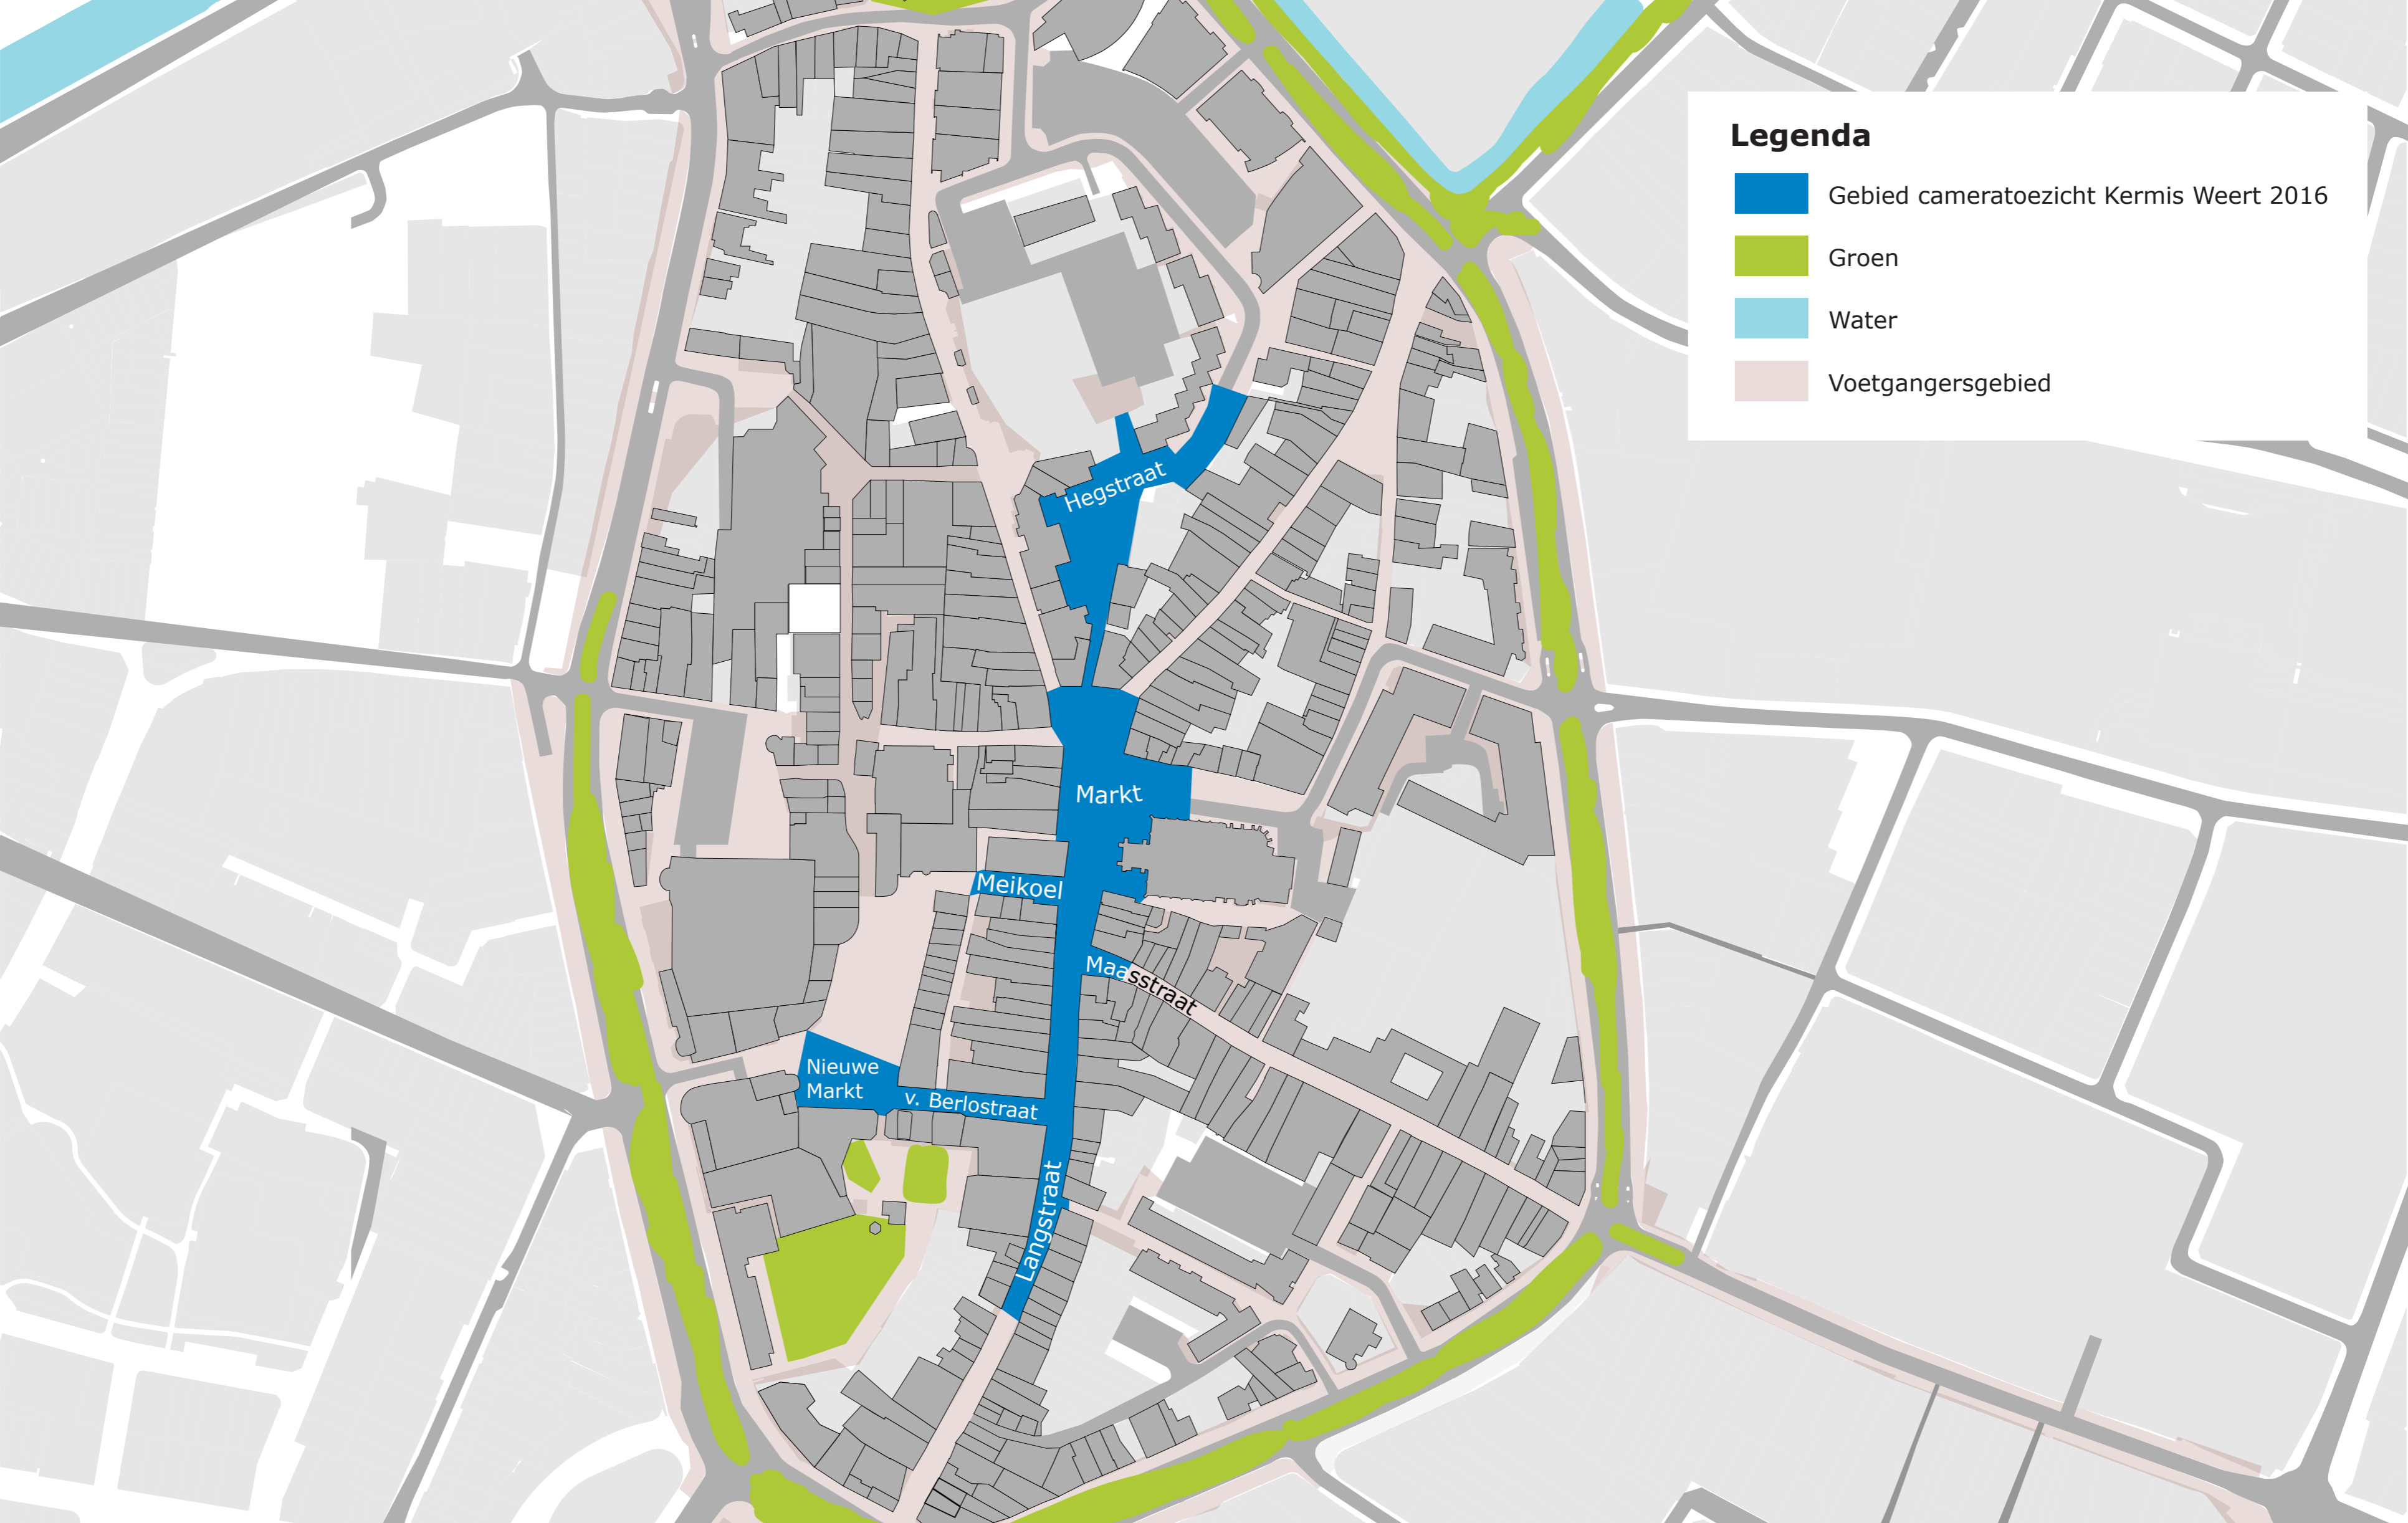 Legenda
Gebied cameratoezicht Kermis Weert 2016
Groen
Water
Voetgangersgebied
Hegstraat
Markt
Meikoel
Maasstraat
Nieuwe
Markt
v. Berlostraat
Langstraat